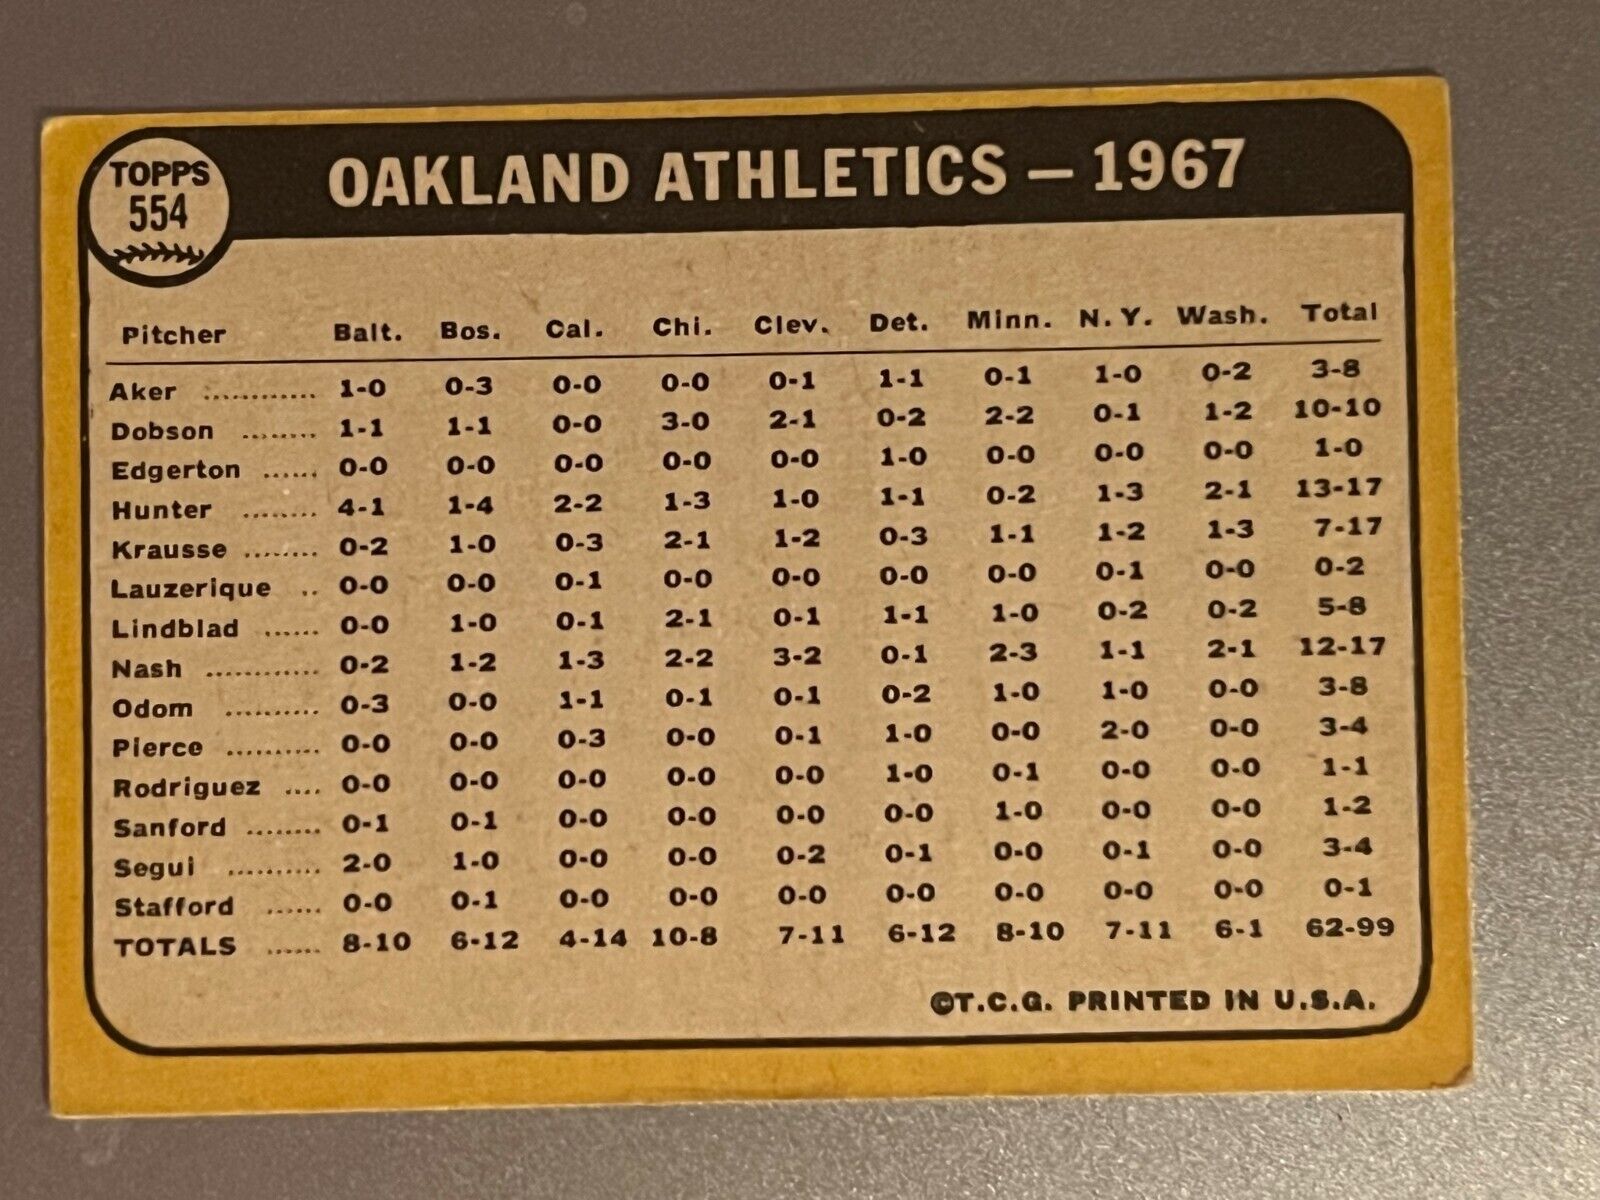 TOPPS
554
OAKLAND ATHLETICS — 1967
Pitcher Balt. Bos. Cal. Chi. Clev. Det. Minn. N.Y. Wash. Total
Aker ............ 1-0 0-3 0-0 0-0 0-1 1-1 0-1 1-0 0-2 3-8
Dobson ........ 1-1 1-1 0-0 3-0 2-1 0-2 2-2 0-1 1-2 10-10
Edgerton ...... 0-0 0-0 0-0 0-0 0-0 1-0 0-0 0-0 0-0 1-0
Hunter ........ 4-1 1-4 2-2 1-3 1-0 1-1 0-2 1-3 2-1 13-17
Krausse ........ 0-2 1-0 0-3 2-1 1-2 0-3 1-1 1-2 1-3 7-17
Lauzerique .. 0-0 0-0 0-1 0-0 0-0 0-0 0-0 0-1 0-0 0-2
Lindblad ...... 0-0 1-0 0-1 2-1 0-1 1-1 1-0 0-2 0-2 5-8
Nash ............ 0-2 1-2 1-3 2-2 3-2 0-1 2-3 1-1 2-1 12-17
Odom .......... 0-3 0-0 1-1 0-1 0-1 0-2 1-0 1-0 0-0 3-8
Pierce .......... 0-0 0-0 0-3 0-0 0-1 1-0 0-0 2-0 0-0 3-4
Rodriguez .... 0-0 0-0 0-0 0-0 0-0 1-0 0-1 0-0 0-0 1-1
Sanford ........ 0-1 0-1 0-0 0-0 0-0 0-0 1-0 0-0 0-0 1-2
Segui .......... 2-0 1-0 0-0 0-0 0-2 0-1 0-0 0-1 0-0 3-4
Stafford ...... 0-0 0-1 0-0 0-0 0-0 0-0 0-0 0-0 0-0 0-1
TOTALS ...... 8-10 6-12 4-14 10-8 7-11 6-12 8-10 7-11 6-1 62-99
©T.C.G. PRINTED IN U.S.A.